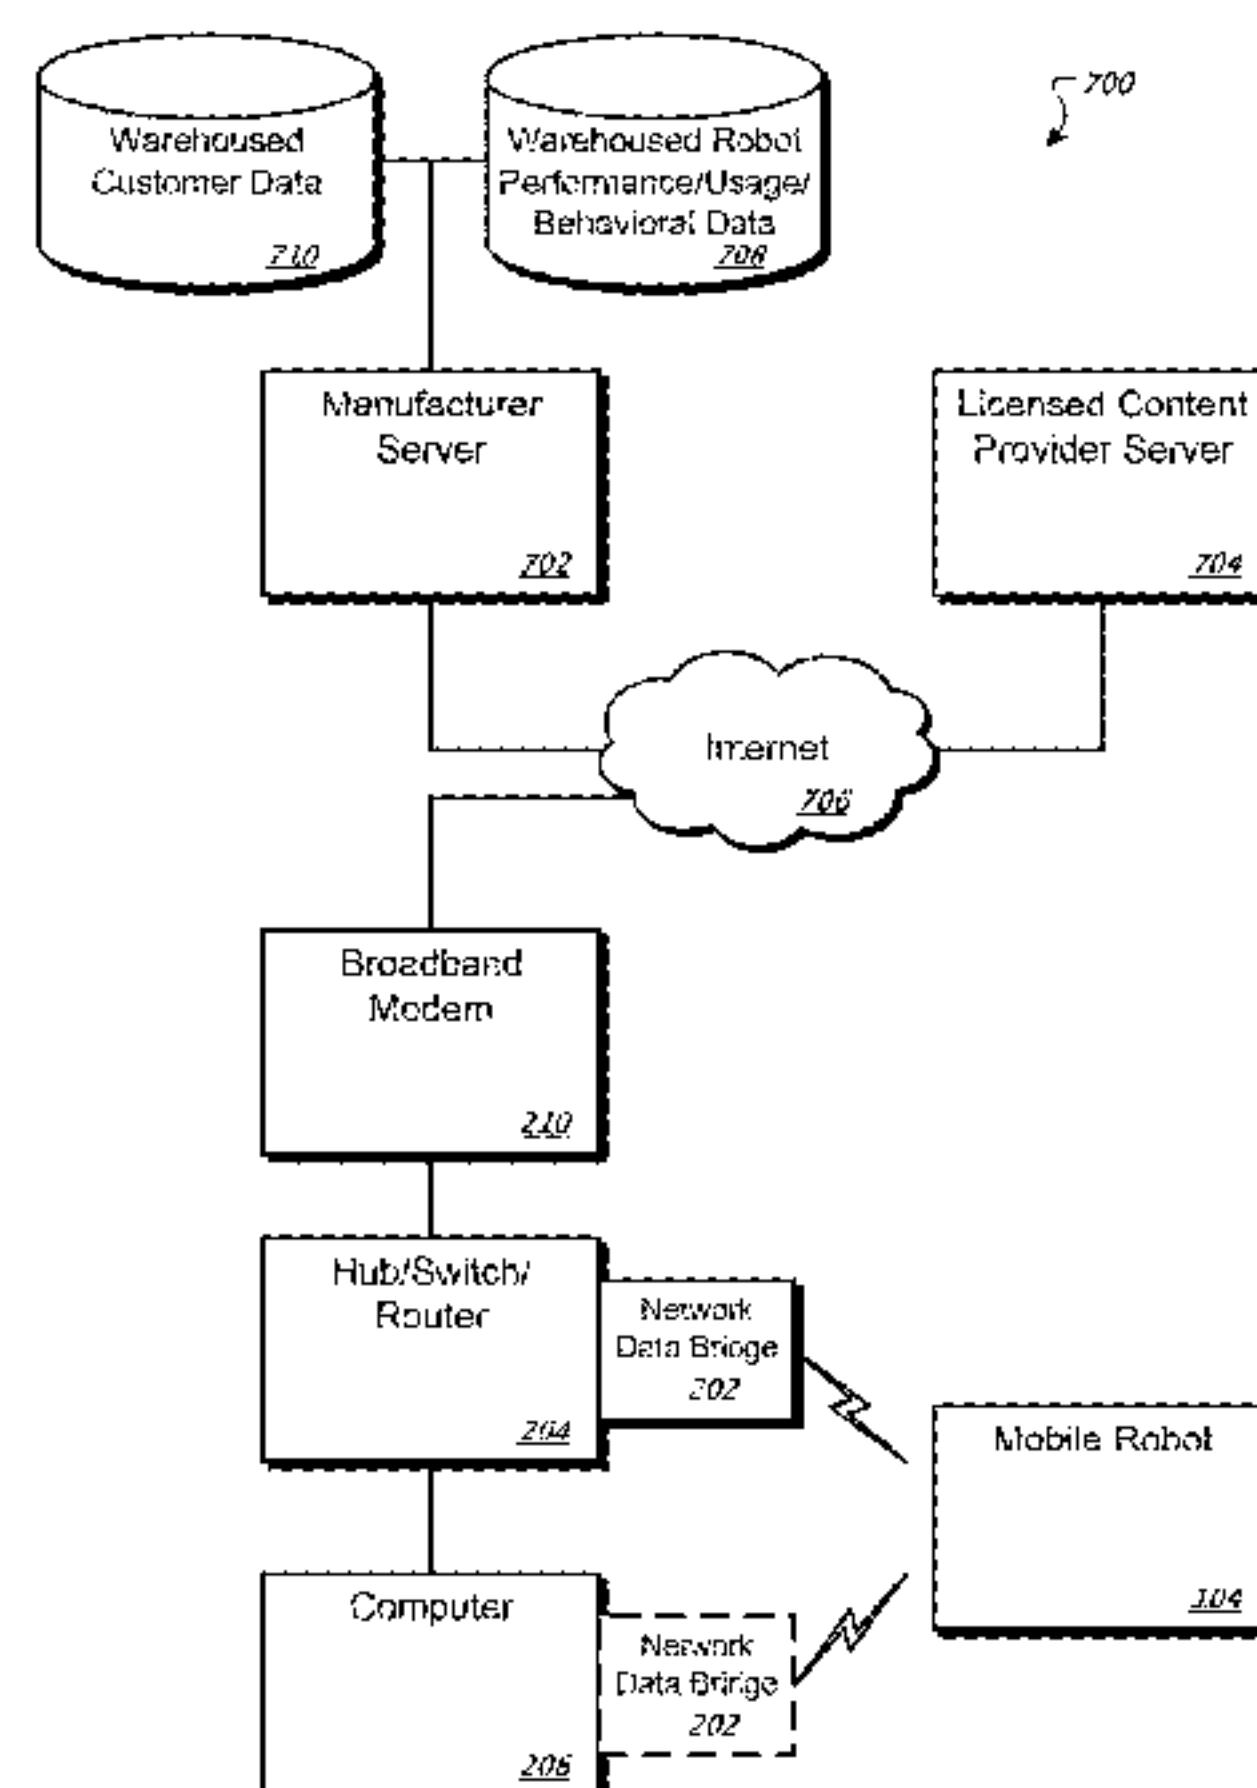 700
Warehoused
Customer Data
710
Warehoused Robot
Performance/Usage/
Behavioral Data
708
Manufacturer
Server
702
Licensed Content
Provider Server
704
Internet
706
Broadband
Modem
210
Hub/Switch/
Router
204
Network
Data Bridge
202
Mobile Robot
104
Computer
Network
Data Bridge
202
206